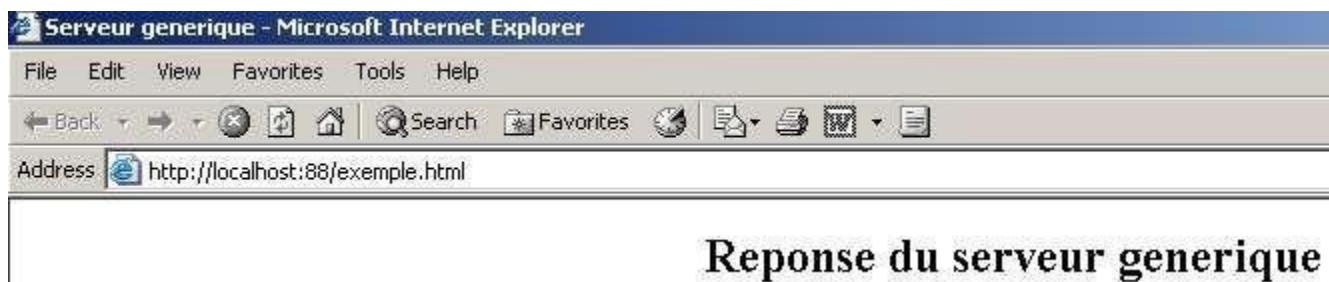 Serveur generique - Microsoft Internet Explorer
File Edit View Favorites Tools Help
Back Search Favorites W
Address http://localhost:88/exemple.html
Reponse du serveur generique